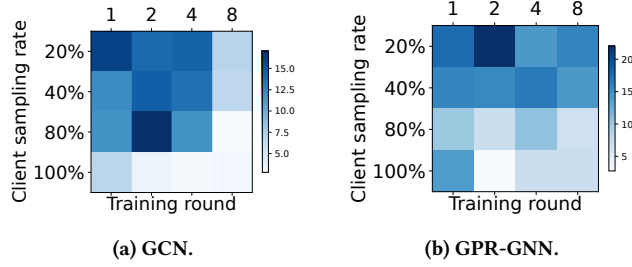 1 2 4 8
Client sampling rate
20%
40%
80%
100%
Training round
15.0
12.5
10.0
7.5
5.0
(a) GCN.
1 2 4 8
Client sampling rate
20%
40%
80%
100%
Training round
20
15
10
5
(b) GPR-GNN.